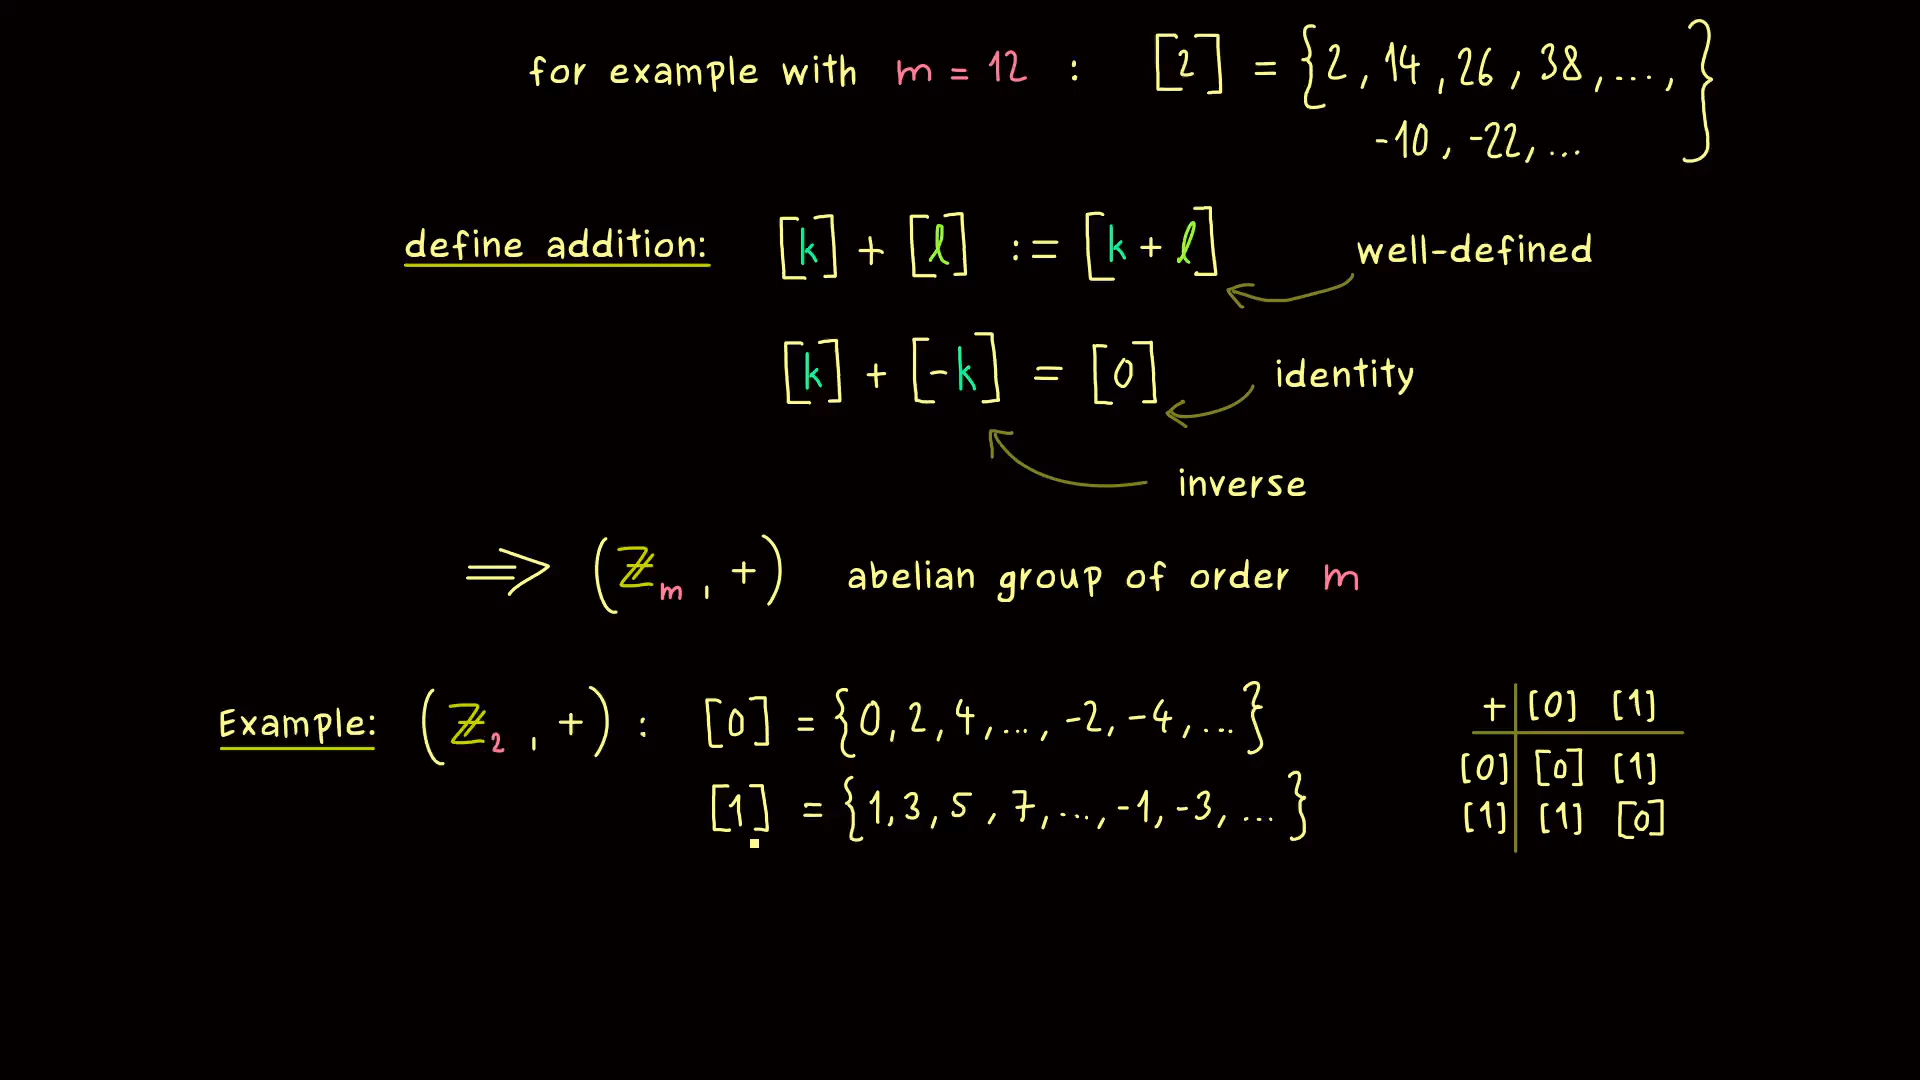 for example with m = 12 : [2] = {2, 14, 26, 38, ..., -10, -22, ...}
define addition: [k] + [l] := [k + l] well-defined
[k] + [-k] = [0] identity
inverse
⟹ (ℤₘ, +) abelian group of order m
Example: (ℤ₂, +) : [0] = {0, 2, 4, ..., -2, -4, ...}
[1] = {1, 3, 5, 7, ..., -1, -3, ...}
+ [0] [1]
[0] [0] [1]
[1] [1] [0]